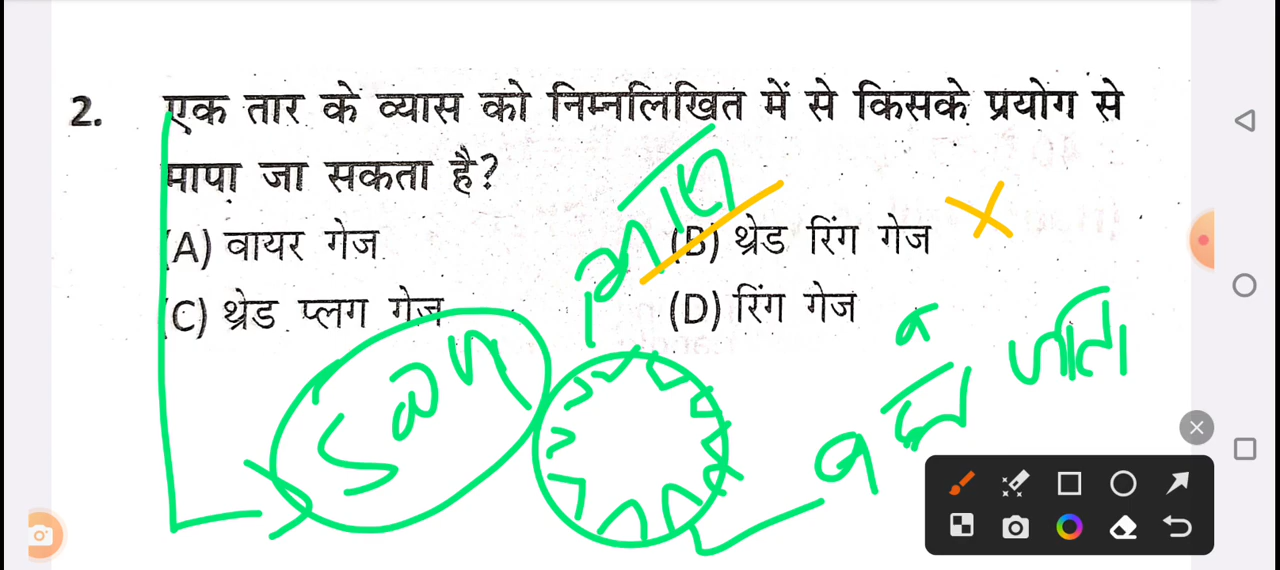 2. एक तार के व्यास को निम्नलिखित में से किसके प्रयोग से
मापा जा सकता है?
(A) वायर गेज (B) थ्रेड रिंग गेज
(C) थ्रेड प्लग गेज (D) रिंग गेज